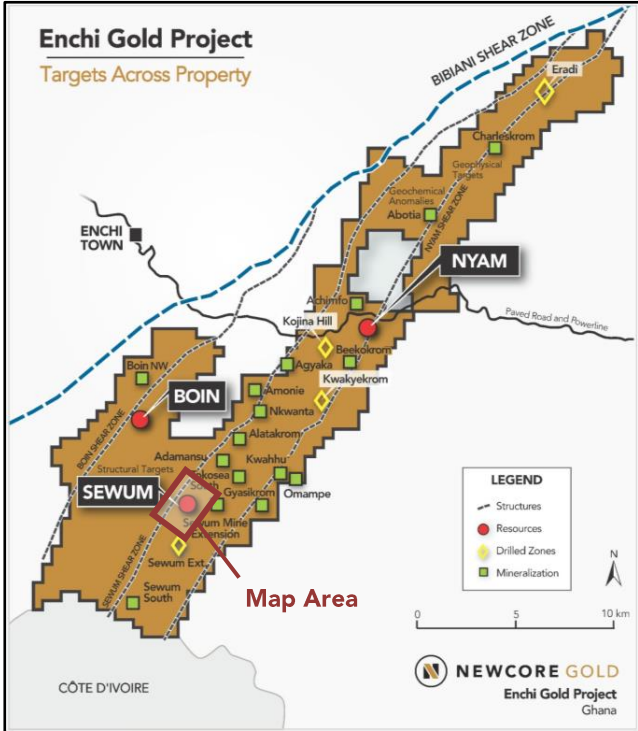 Enchi Gold Project
Targets Across Property
BIBIANI SHEAR ZONE
Eradi
Charleskrom
Geophysical
Targets
Geochemical
Anomalies
Abotia
NYAM SHEAR ZONE
ENCHI
TOWN
NYAM
Achimfo
Paved Road and Powerline
Kojina Hill
Beekokrom
Boin NW
Agyaka
Kwakyekrom
BOIN
Amonie
Nkwanta
BOIN SHEAR ZONE
Alatakrom
Structural Targets
Adamansu
Kwahhu
SEWUM
South
Gyasikrom
Omampe
Sewum Mine
Extension
Sewum Ext.
SEWUM SHEAR ZONE
Sewum
South
Map Area
LEGEND
Structures
Resources
Drilled Zones
Mineralization
N
0 5 10 km
CÔTE D'IVOIRE
NEWCORE GOLD
Enchi Gold Project
Ghana